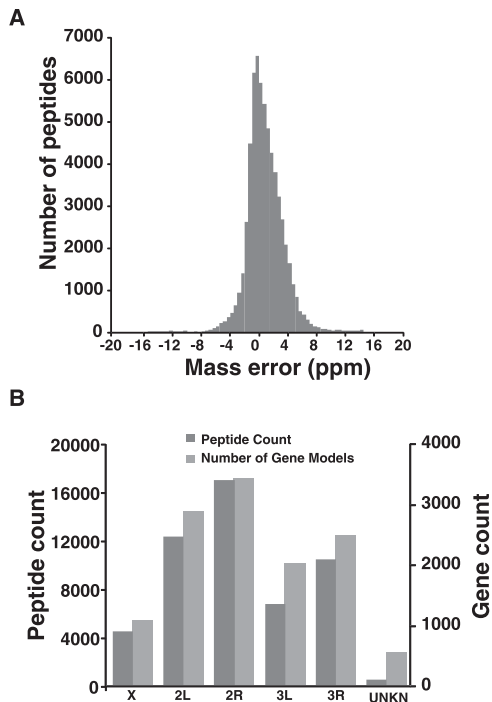 A
Number of peptides
7000
6000
5000
4000
3000
2000
1000
0
-20 -16 -12 -8 -4 0 4 8 12 16 20
Mass error (ppm)
B
Peptide Count
Number of Gene Models
Peptide count
20000
16000
12000
8000
4000
0
4000
3000
2000
1000
0
Gene count
X 2L 2R 3L 3R UNKN